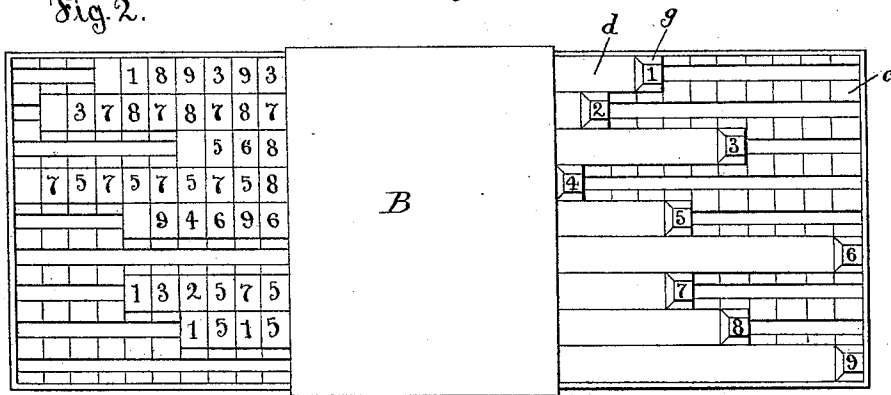 Fig. 2.
d g
1 8 9 3 9 3 1
c
3 7 8 7 8 7 8 7 2
5 6 8 3
7 5 7 5 7 5 7 5 8 4
B
9 4 6 9 6 5
6
1 3 2 5 7 5 7
1 5 1 5 8
9